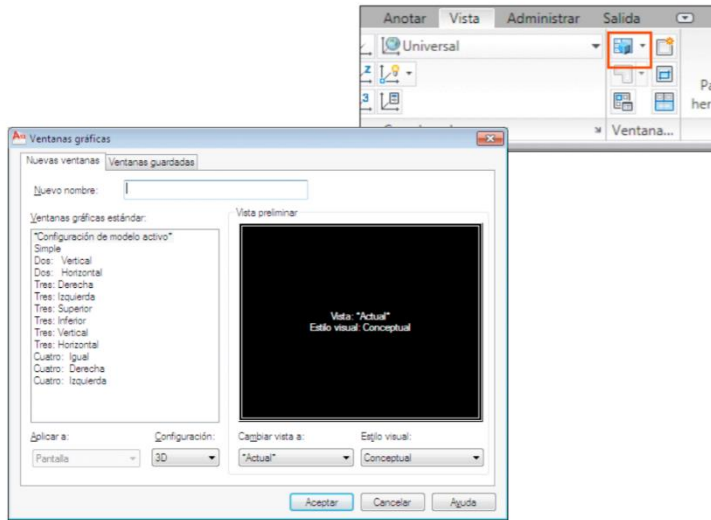 Anotar Vista Administrar Salida
Universal
Ventana...
Ventanas gráficas
Nuevas ventanas Ventanas guardadas
Nuevo nombre:
Ventanas gráficas estándar:
*Configuración de modelo activo*
Simple
Dos: Vertical
Dos: Horizontal
Tres: Derecha
Tres: Izquierda
Tres: Superior
Tres: Inferior
Tres: Vertical
Tres: Horizontal
Cuatro: Igual
Cuatro: Derecha
Cuatro: Izquierda
Vista preliminar
Vista: "Actual"
Estilo visual: Conceptual
Aplicar a: Configuración: Cambiar vista a: Estilo visual:
Pantalla 3D *Actual* Conceptual
Aceptar Cancelar Ayuda